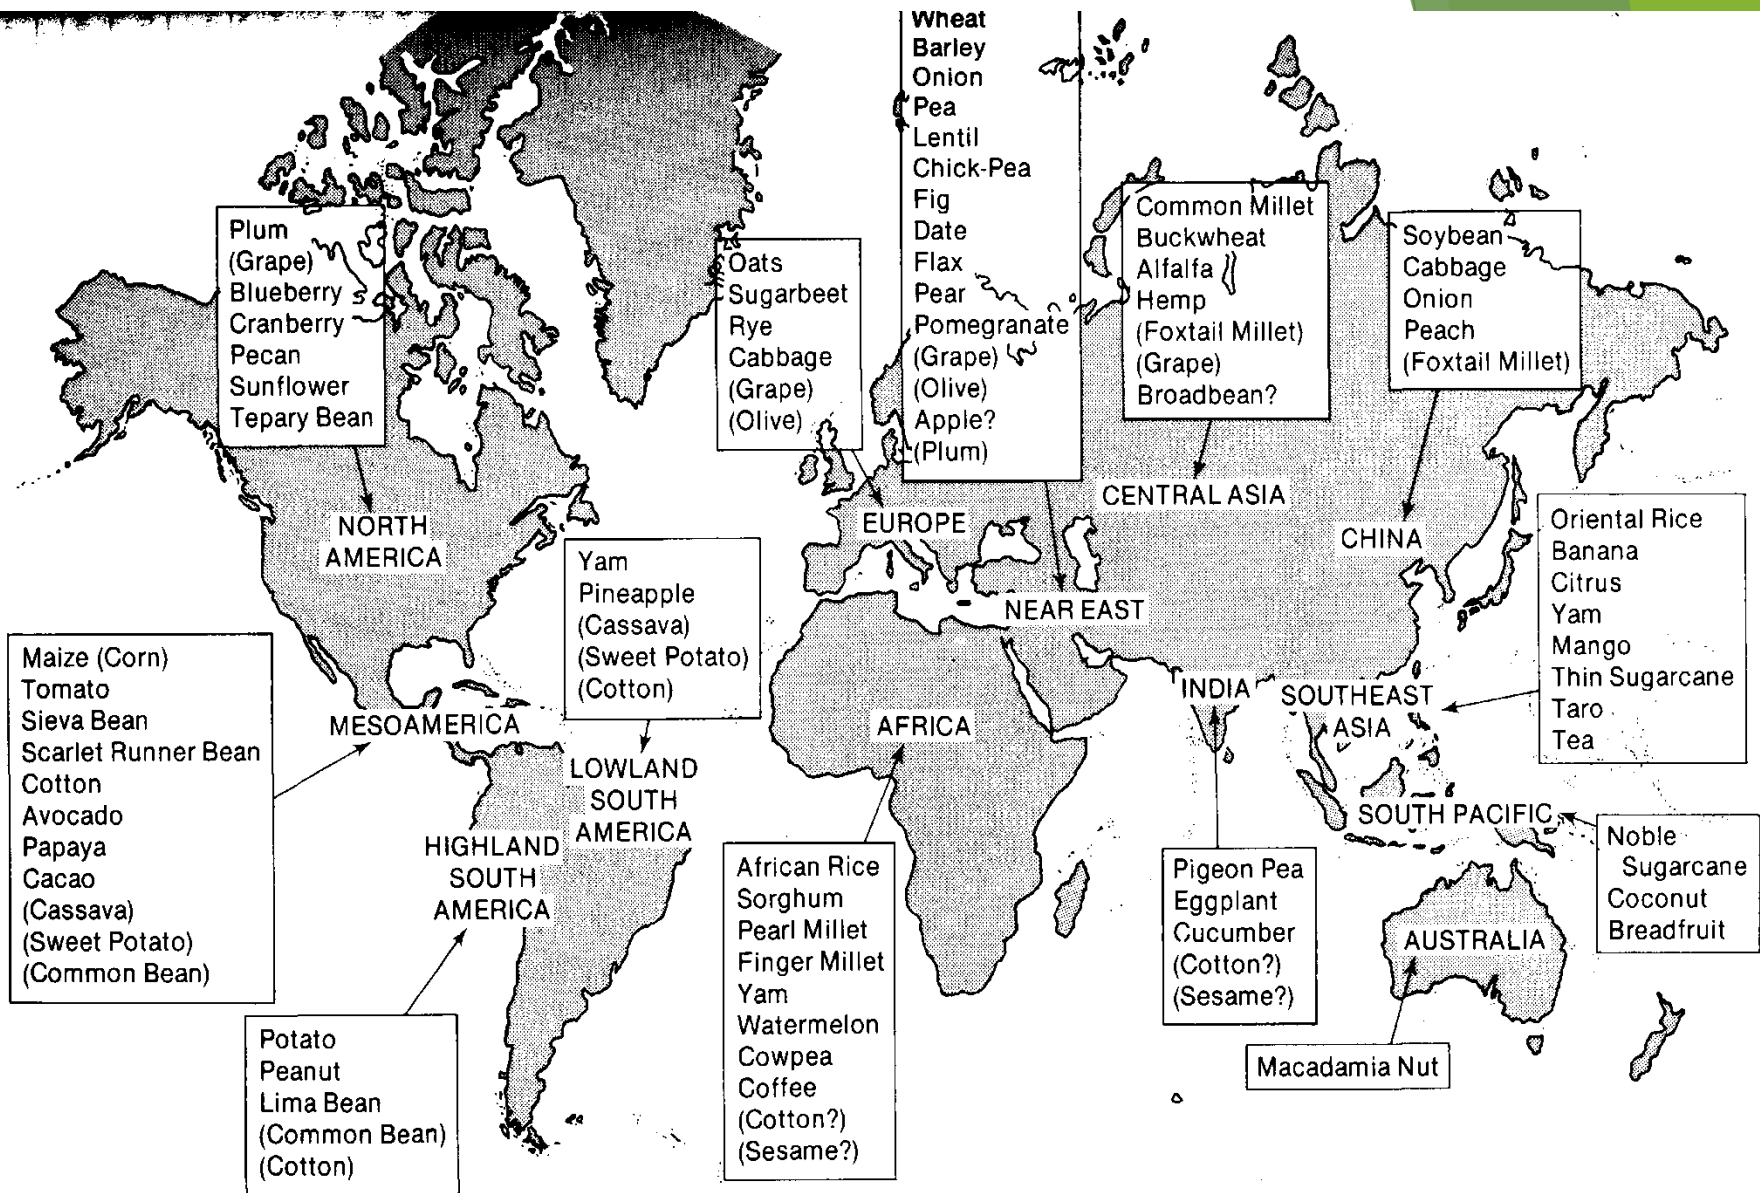 Wheat
Barley
Onion
Pea
Lentil
Chick-Pea
Fig
Date
Flax
Pear
Pomegranate
(Grape)
(Olive)
Apple?
(Plum)
Plum
(Grape)
Blueberry
Cranberry
Pecan
Sunflower
Tepary Bean
Oats
Sugarbeet
Rye
Cabbage
(Grape)
(Olive)
Common Millet
Buckwheat
Alfalfa
Hemp
(Foxtail Millet)
(Grape)
Broadbean?
Soybean
Cabbage
Onion
Peach
(Foxtail Millet)
NORTH
AMERICA
EUROPE
CENTRAL ASIA
CHINA
NEAR EAST
Oriental Rice
Banana
Citrus
Yam
Mango
Thin Sugarcane
Taro
Tea
Yam
Pineapple
(Cassava)
(Sweet Potato)
(Cotton)
Maize (Corn)
Tomato
Sieva Bean
Scarlet Runner Bean
Cotton
Avocado
Papaya
Cacao
(Cassava)
(Sweet Potato)
(Common Bean)
MESOAMERICA
AFRICA
INDIA
SOUTHEAST
ASIA
LOWLAND
SOUTH
AMERICA
HIGHLAND
SOUTH
AMERICA
SOUTH PACIFIC
Noble
Sugarcane
Coconut
Breadfruit
African Rice
Sorghum
Pearl Millet
Finger Millet
Yam
Watermelon
Cowpea
Coffee
(Cotton?)
(Sesame?)
Pigeon Pea
Eggplant
Cucumber
(Cotton?)
(Sesame?)
AUSTRALIA
Macadamia Nut
Potato
Peanut
Lima Bean
(Common Bean)
(Cotton)